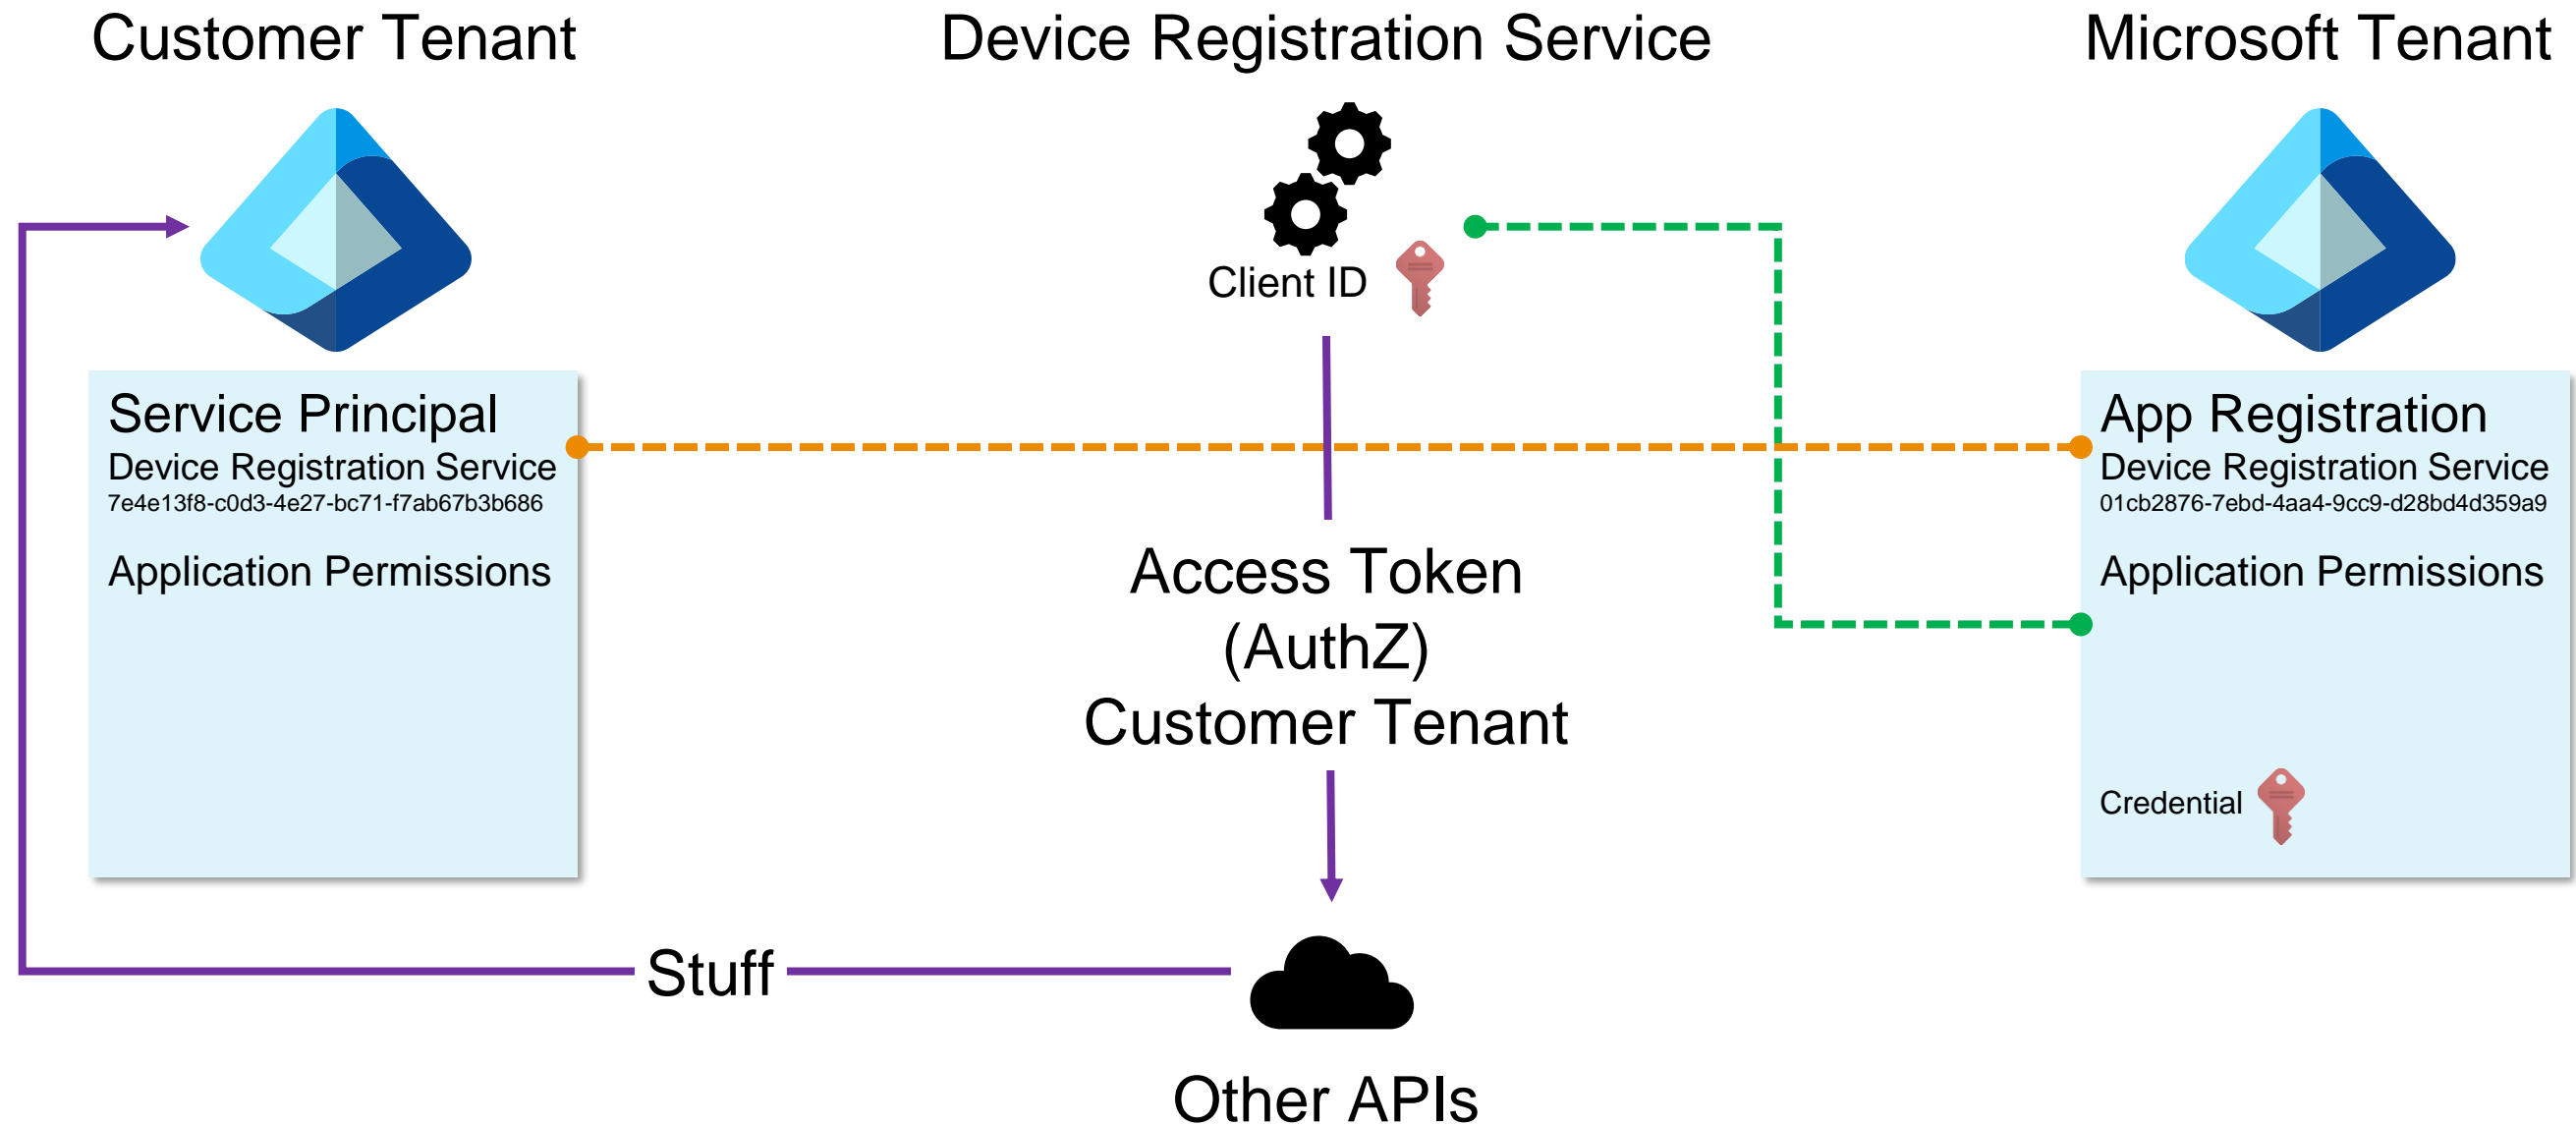 Customer Tenant
Device Registration Service
Microsoft Tenant
Client ID
Service Principal
Device Registration Service
7e4e13f8-c0d3-4e27-bc71-f7ab67b3b686
Application Permissions
App Registration
Device Registration Service
01cb2876-7ebd-4aa4-9cc9-d28bd4d359a9
Application Permissions
Credential
Access Token
(AuthZ)
Customer Tenant
Stuff
Other APIs